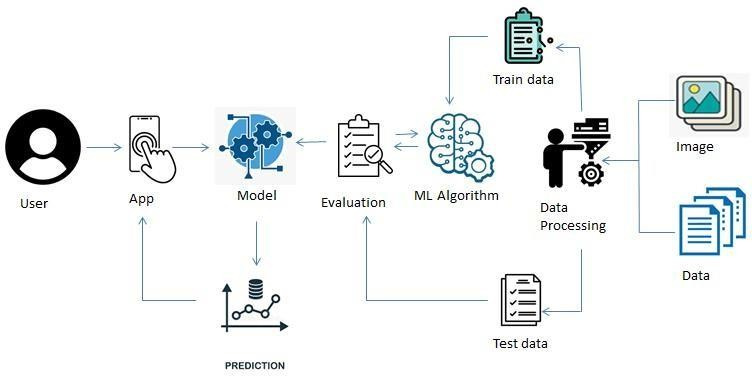 Train data
Image
User
App
Model
Evaluation
ML Algorithm
Data
Processing
Data
Test data
PREDICTION